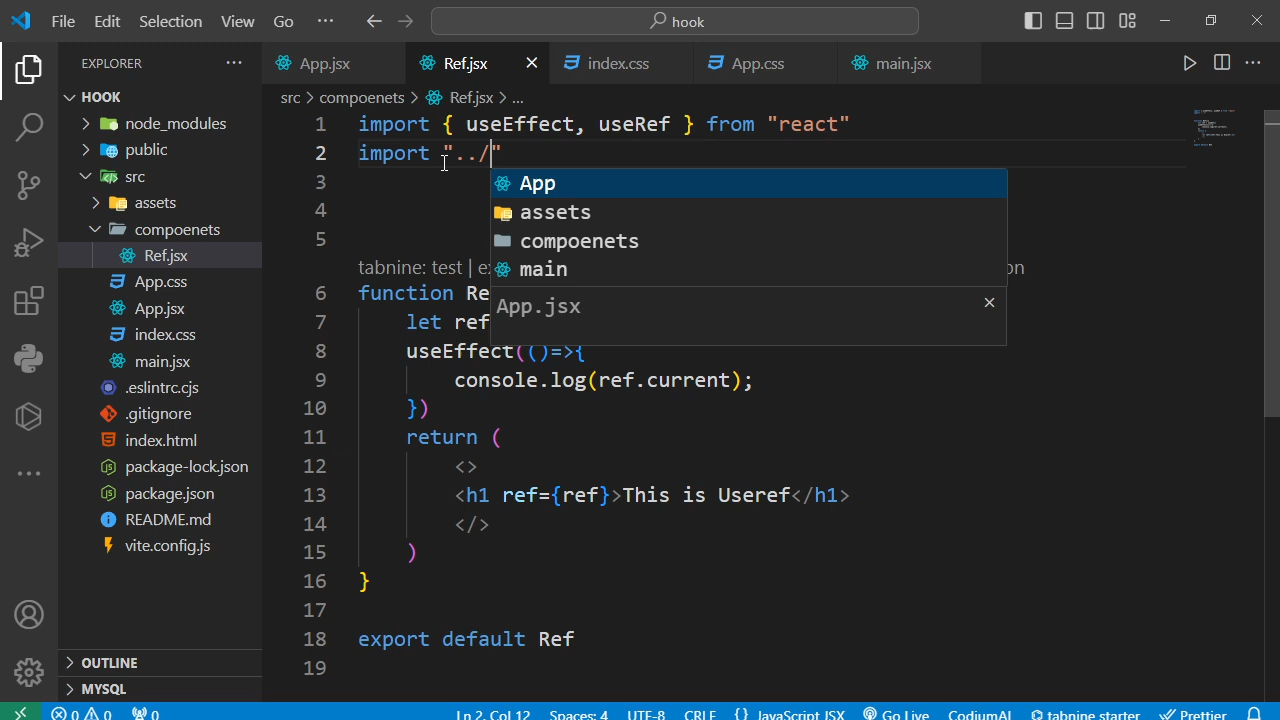 File Edit Selection View Go ··· hook
EXPLORER ···
App.jsx Ref.jsx index.css App.css main.jsx
HOOK
node_modules
public
src
assets
compoenets
Ref.jsx
App.css
App.jsx
index.css
main.jsx
.eslintrc.cjs
.gitignore
index.html
package-lock.json
package.json
README.md
vite.config.js
OUTLINE
MYSQL
src > compoenets > Ref.jsx > ...
1 import { useEffect, useRef } from "react"
2 import "../"
3
4
5
App
assets
compoenets
main
App.jsx
tabnine: test | e
on
6 function Re
7 let ref
8 useEffect(()=>{
9 console.log(ref.current);
10 })
11 return (
12 <>
13 <h1 ref={ref}>This is Useref</h1>
14 </>
15 )
16 }
17
18 export default Ref
19
0 0 0 Ln 2, Col 12 Spaces: 4 UTF-8 CRLF {} JavaScript JSX Go Live CodiumAI tabnine starter Prettier